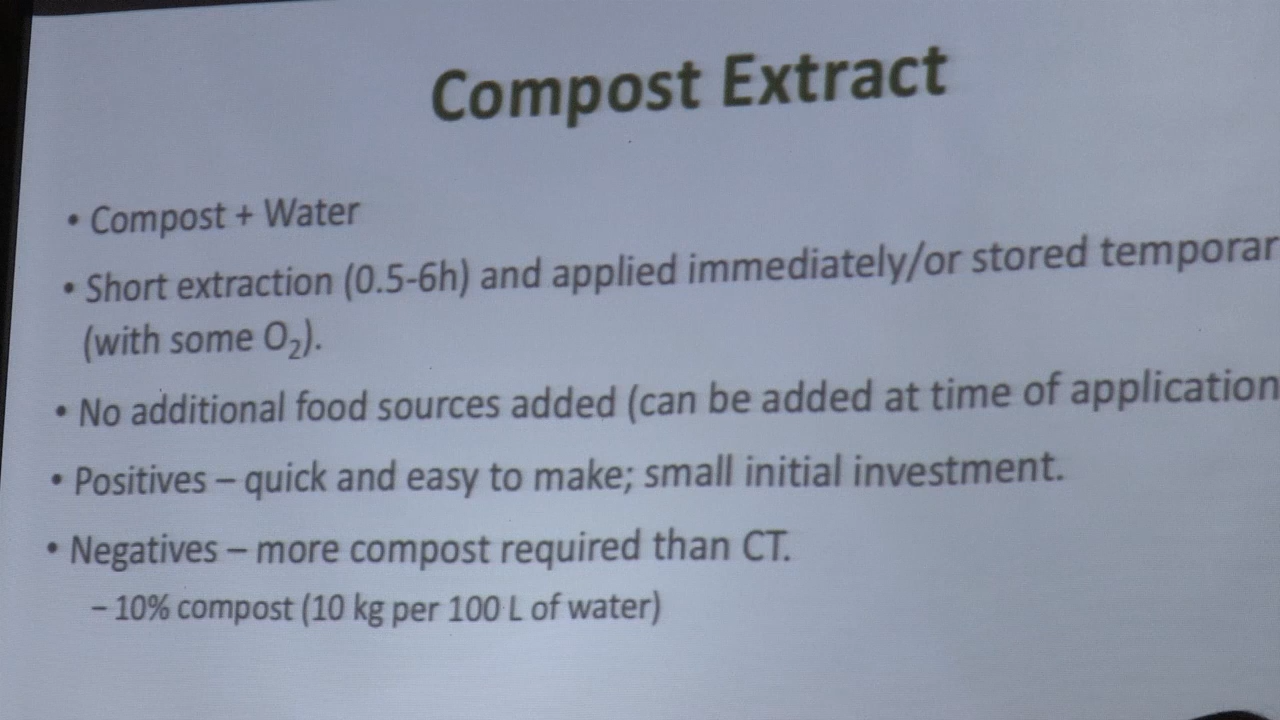 Compost Extract
• Compost + Water
• Short extraction (0.5-6h) and applied immediately/or stored temporar
(with some O₂).
• No additional food sources added (can be added at time of application
• Positives – quick and easy to make; small initial investment.
• Negatives – more compost required than CT.
– 10% compost (10 kg per 100 L of water)